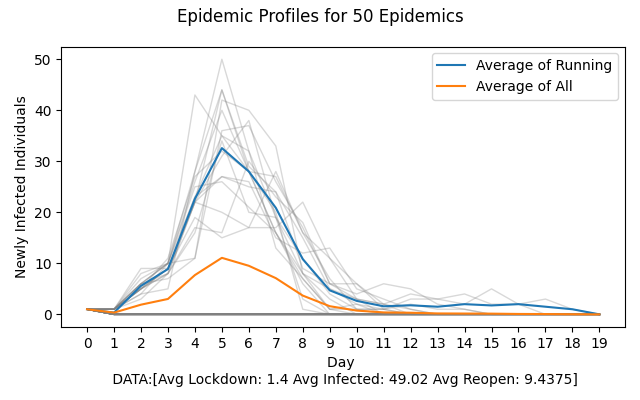 Epidemic Profiles for 50 Epidemics
Newly Infected Individuals
50
40
30
20
10
0
Average of Running
Average of All
0 1 2 3 4 5 6 7 8 9 10 11 12 13 14 15 16 17 18 19
Day
DATA:[Avg Lockdown: 1.4 Avg Infected: 49.02 Avg Reopen: 9.4375]